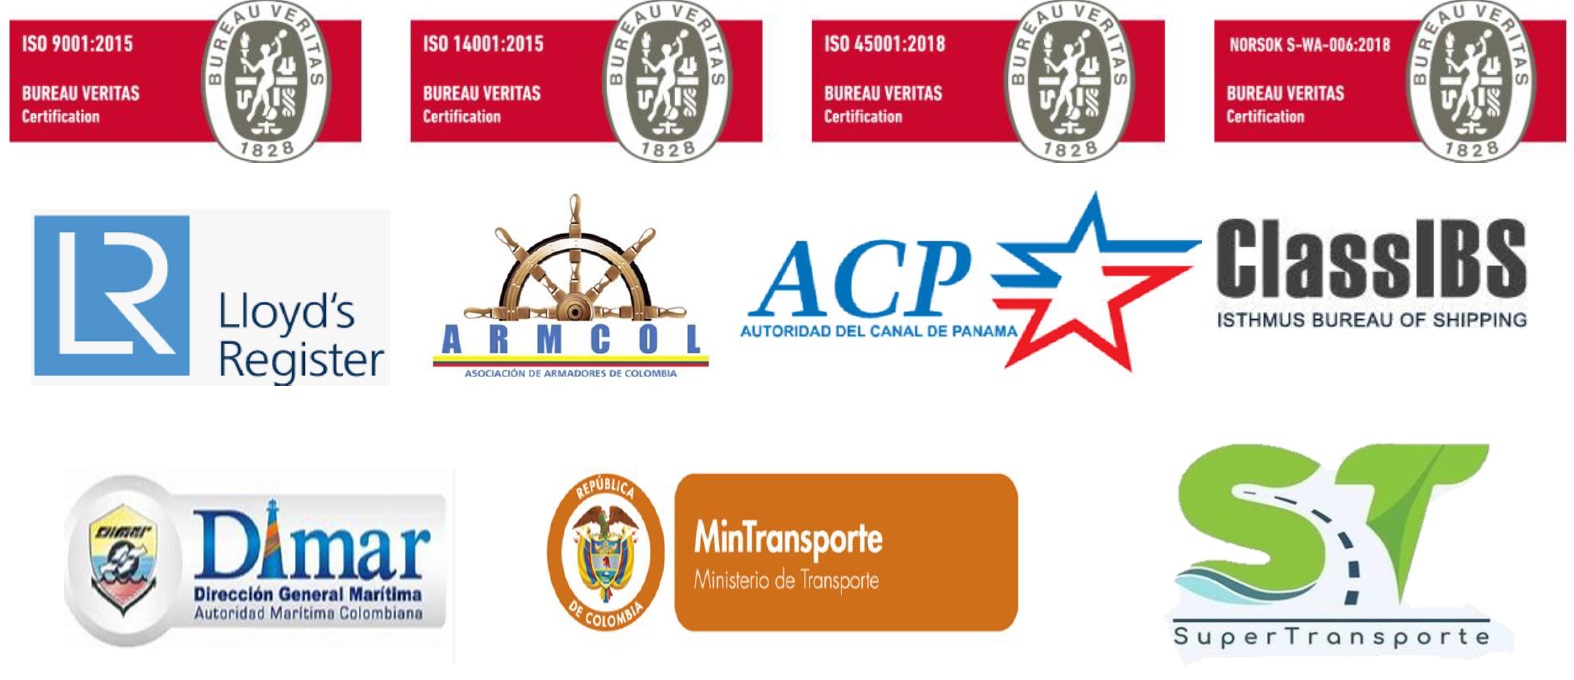 ISO 9001:2015
BUREAU VERITAS
Certification
BUREAU VERITAS
1828
ISO 14001:2015
BUREAU VERITAS
Certification
BUREAU VERITAS
1828
ISO 45001:2018
BUREAU VERITAS
Certification
BUREAU VERITAS
1828
NORSOK S-WA-006:2018
BUREAU VERITAS
Certification
BUREAU VERITAS
1828
LR
Lloyd's
Register
ARMCOL
ASOCIACIÓN DE ARMADORES DE COLOMBIA
ACP
AUTORIDAD DEL CANAL DE PANAMA
ClassIBS
ISTHMUS BUREAU OF SHIPPING
DIMAR
Dimar
Dirección General Marítima
Autoridad Marítima Colombiana
REPÚBLICA
DE COLOMBIA
MinTransporte
Ministerio de Transporte
ST
SuperTransporte